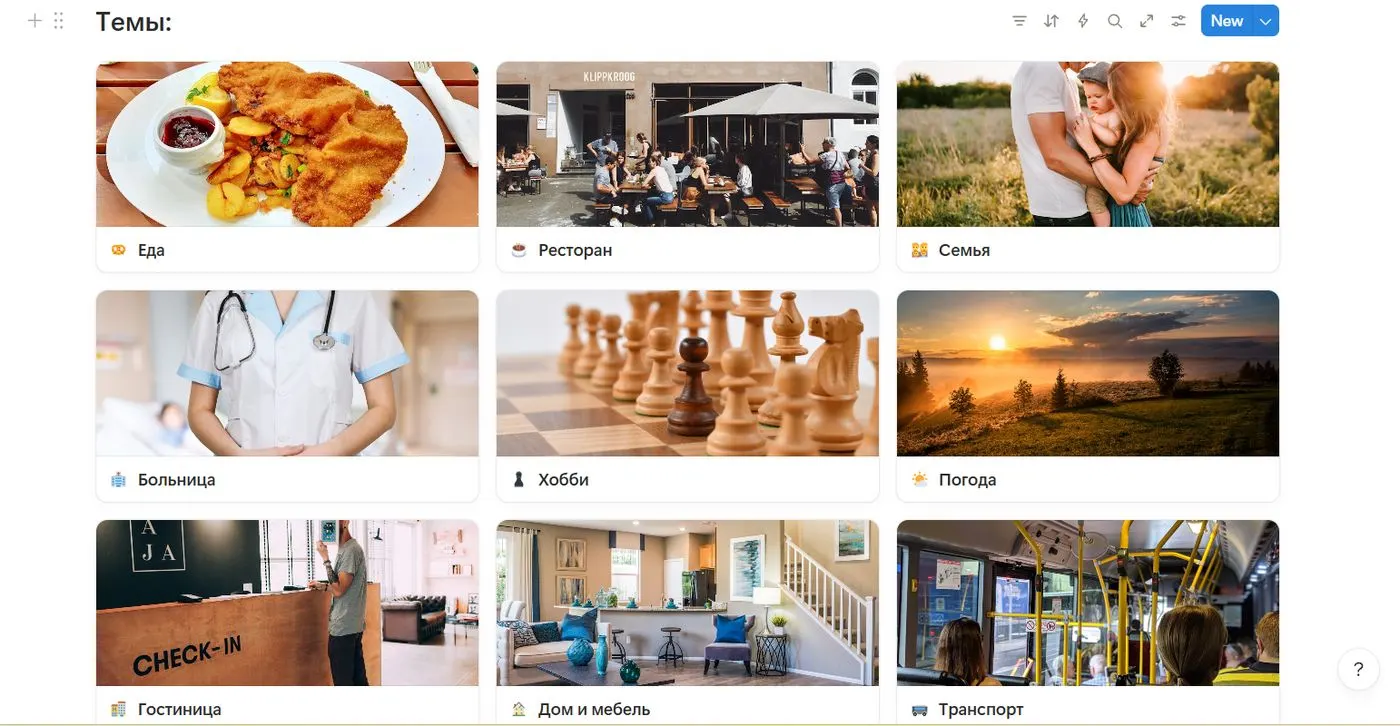 Темы:
New
KLIPPKROOG
Еда
Ресторан
Семья
Больница
Хобби
Погода
A
J A
CHECK-IN
Гостиница
Дом и мебель
Транспорт
?